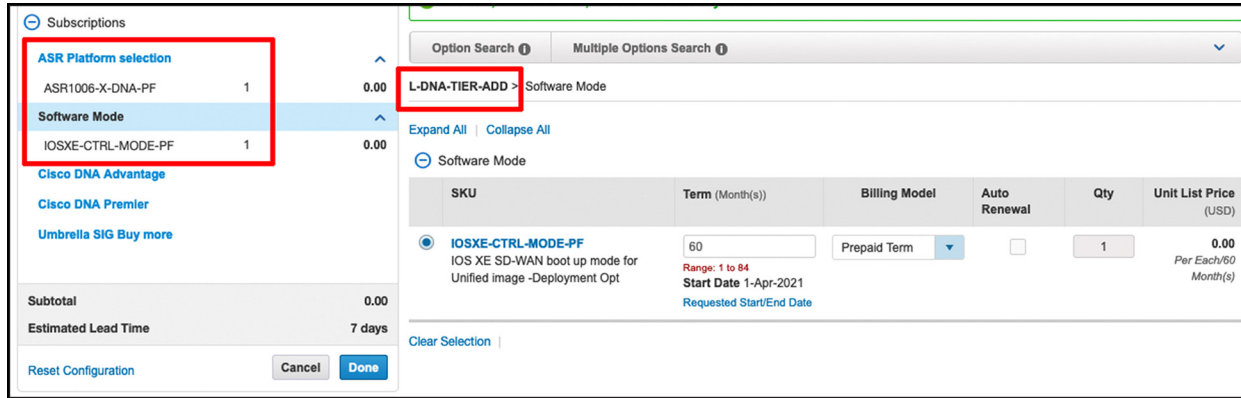 Subscriptions
ASR Platform selection
ASR1006-X-DNA-PF 1 0.00
Software Mode
IOSXE-CTRL-MODE-PF 1 0.00
Cisco DNA Advantage
Cisco DNA Premier
Umbrella SIG Buy more
Subtotal 0.00
Estimated Lead Time 7 days
Reset Configuration Cancel Done
Option Search Multiple Options Search
L-DNA-TIER-ADD > Software Mode
Expand All | Collapse All
Software Mode
SKU Term (Month(s)) Billing Model Auto Renewal Qty Unit List Price (USD)
IOSXE-CTRL-MODE-PF
IOS XE SD-WAN boot up mode for
Unified image -Deployment Opt
60
Range: 1 to 84
Start Date 1-Apr-2021
Requested Start/End Date
Prepaid Term
1
0.00
Per Each/60
Month(s)
Clear Selection |